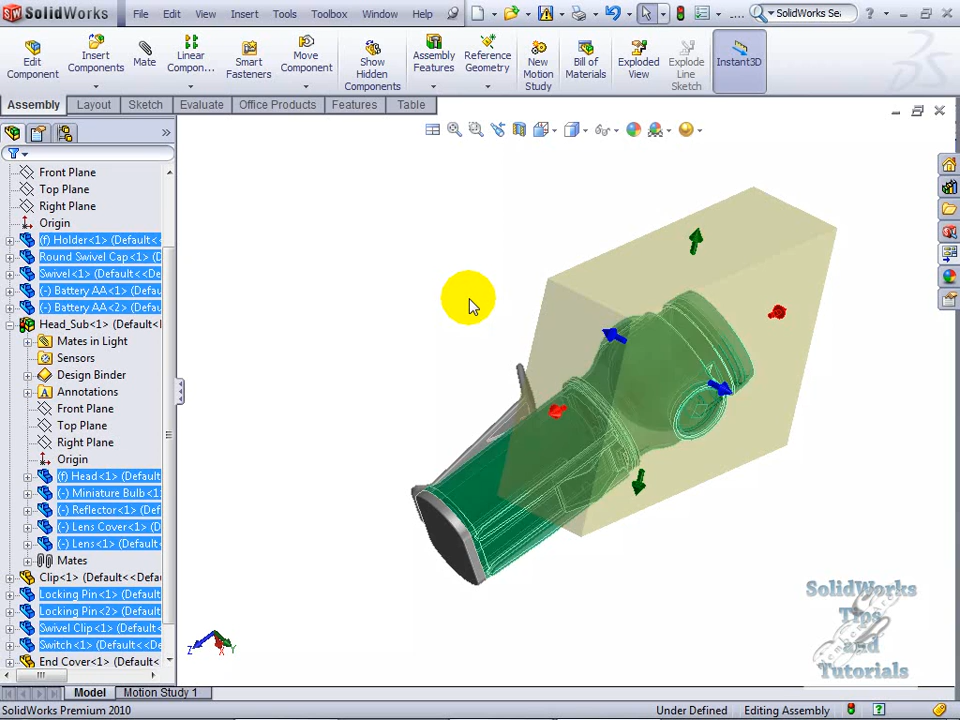 SolidWorks
File Edit View Insert Tools Toolbox Window Help
.... SolidWorks Se
Edit Component
Insert Components
Mate
Linear Compon...
Smart Fasteners
Move Component
Show Hidden Components
Assembly Features
Reference Geometry
New Motion Study
Bill of Materials
Exploded View
Explode Line Sketch
Instant3D
Assembly Layout Sketch Evaluate Office Products Features Table
Front Plane
Top Plane
Right Plane
Origin
(f) Holder<1> (Default<
Round Swivel Cap<1> (D
Swivel<1> (Default<<De
(-) Battery AA<1> (Defa
(-) Battery AA<2> (Defa
Head_Sub<1> (Default<
Mates in Light
Sensors
Design Binder
Annotations
Front Plane
Top Plane
Right Plane
Origin
(f) Head<1> (Default
(-) Miniature Bulb<1
(-) Reflector<1> (De
(-) Lens Cover<1> (D
(-) Lens<1> (Default
Mates
Clip<1> (Default<<Defa
Locking Pin<1> (Default
Locking Pin<2> (Default
Swivel Clip<1> (Default
Switch<1> (Default<<D
End Cover<1> (Default<
Z X Y
SolidWorks
Tips
and
Tutorials
Model Motion Study 1
SolidWorks Premium 2010 Under Defined Editing Assembly